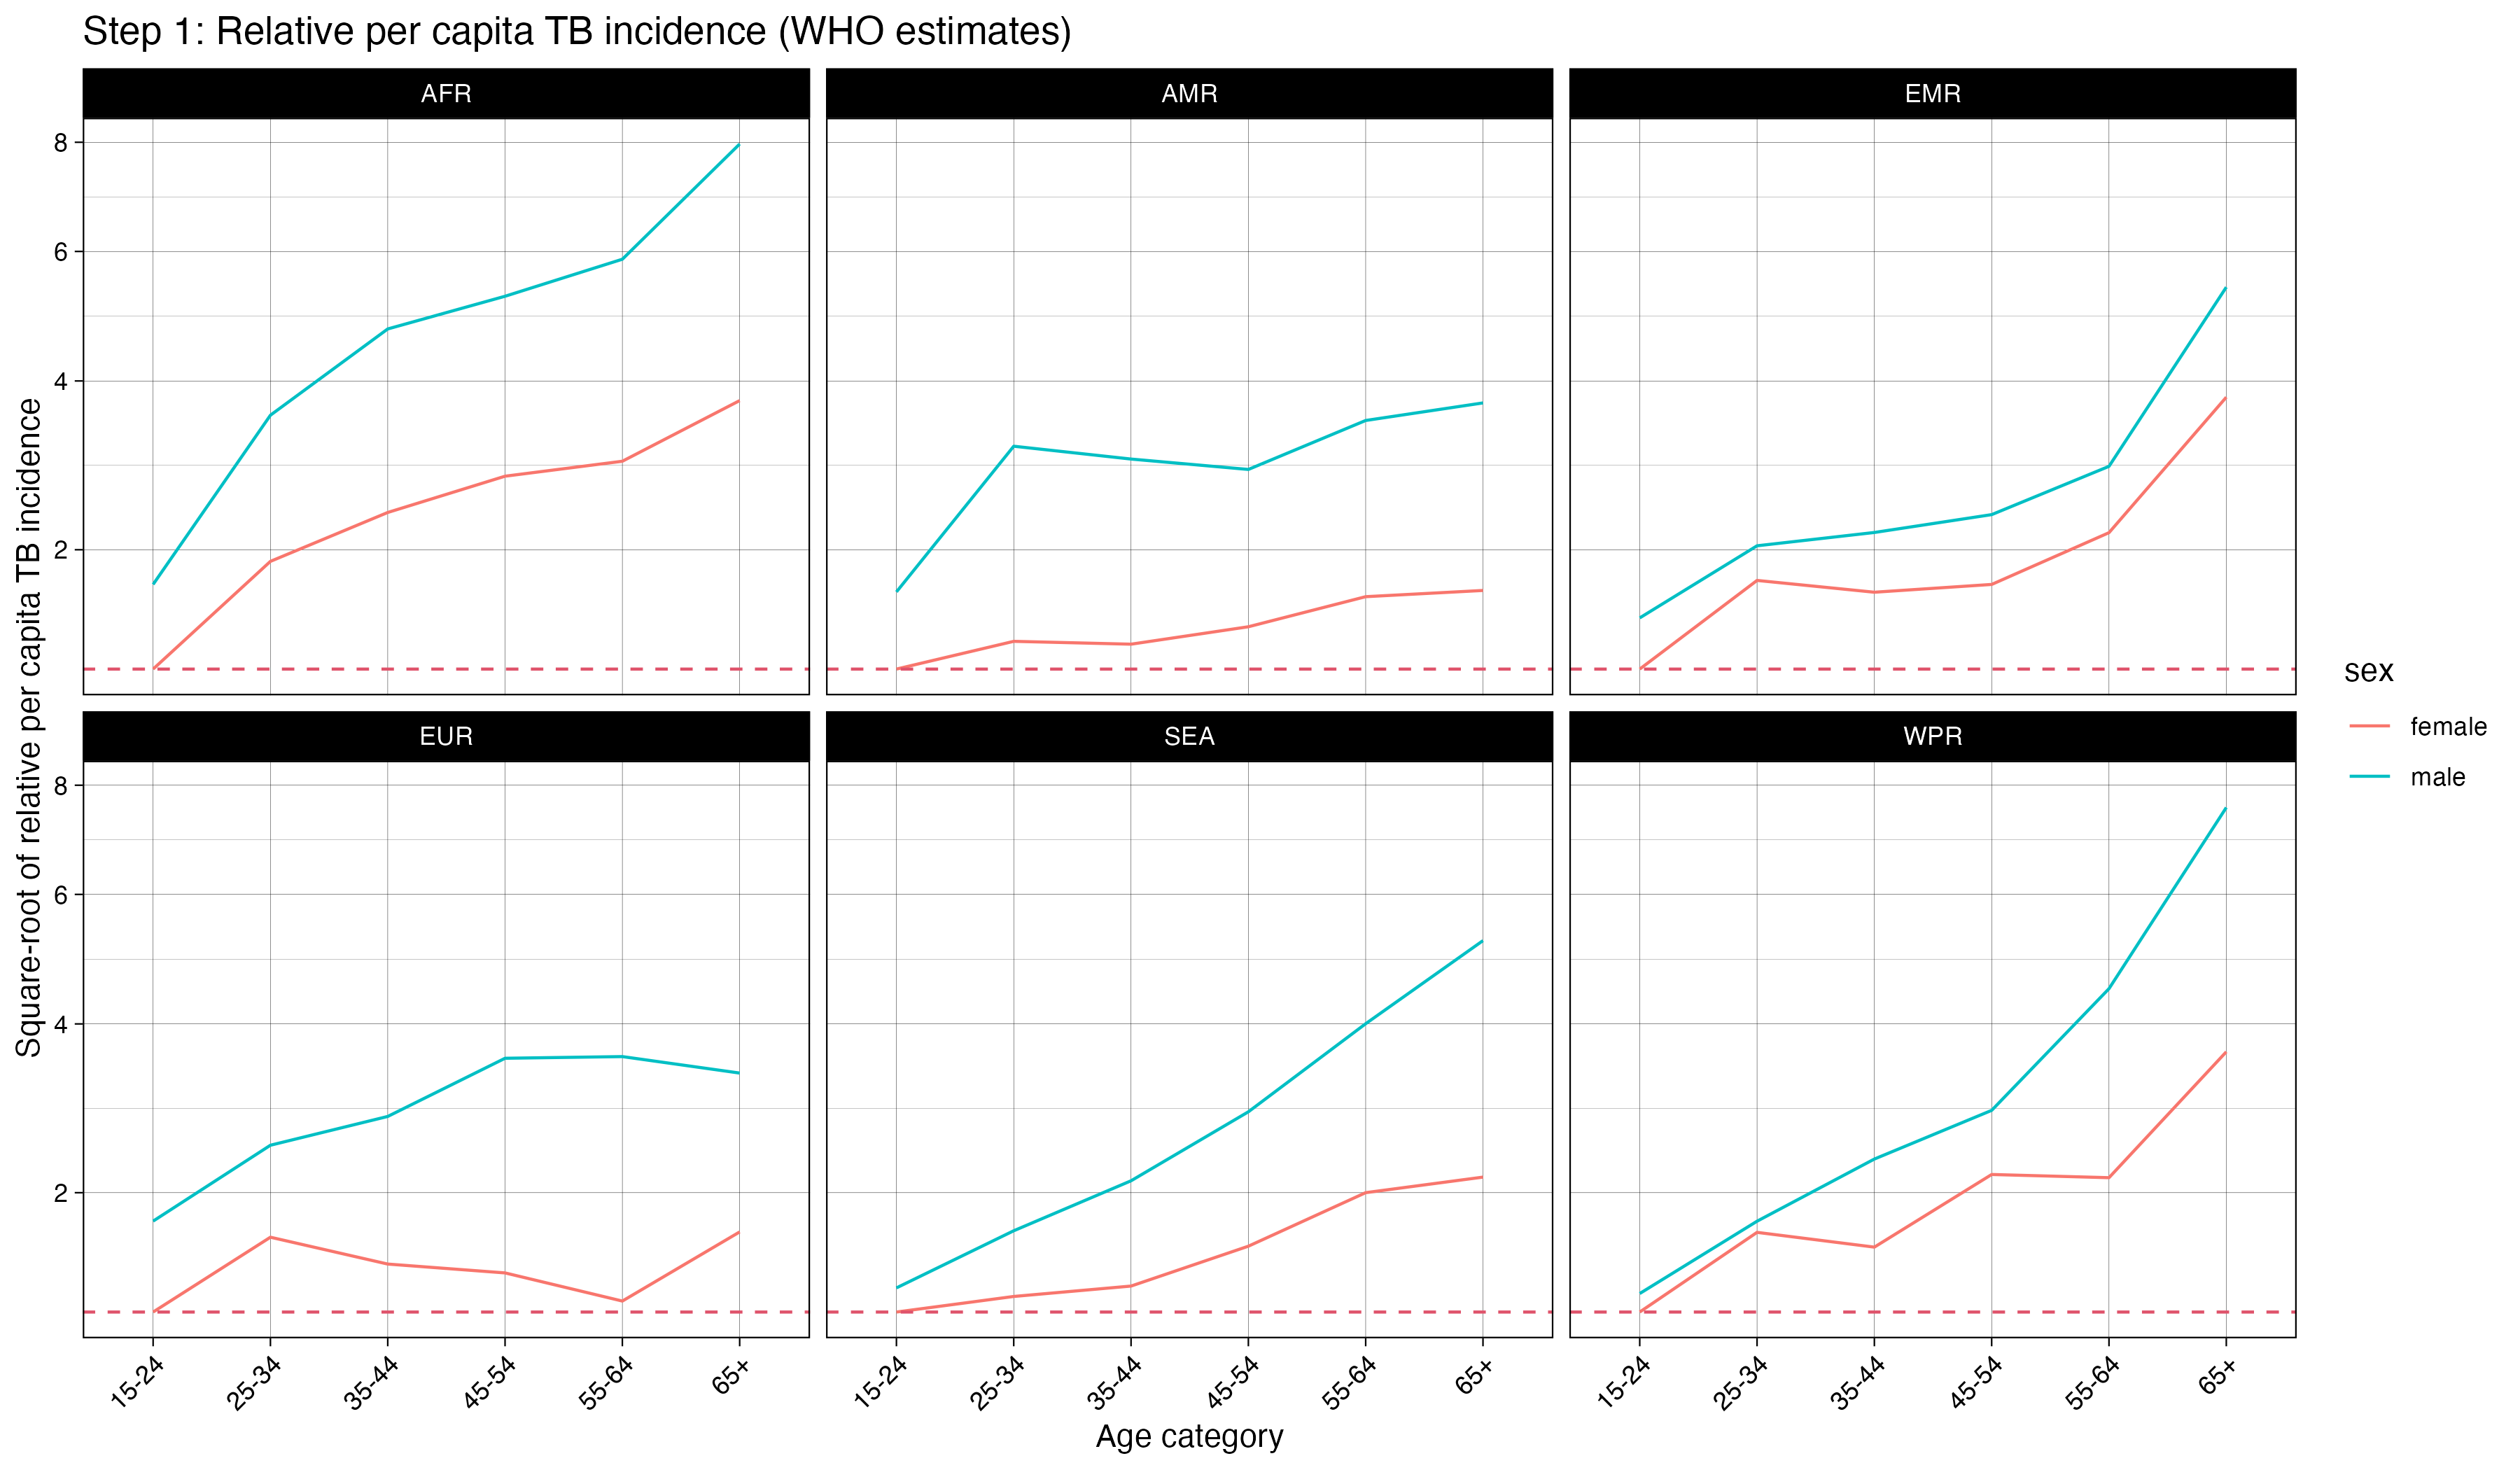 Step 1: Relative per capita TB incidence (WHO estimates)
AFR
AMR
EMR
8
6
4
2
EUR
SEA
WPR
8
6
4
2
Square-root of relative per capita TB incidence
15-24
25-34
35-44
45-54
55-64
65+
15-24
25-34
35-44
45-54
55-64
65+
15-24
25-34
35-44
45-54
55-64
65+
Age category
sex
female
male